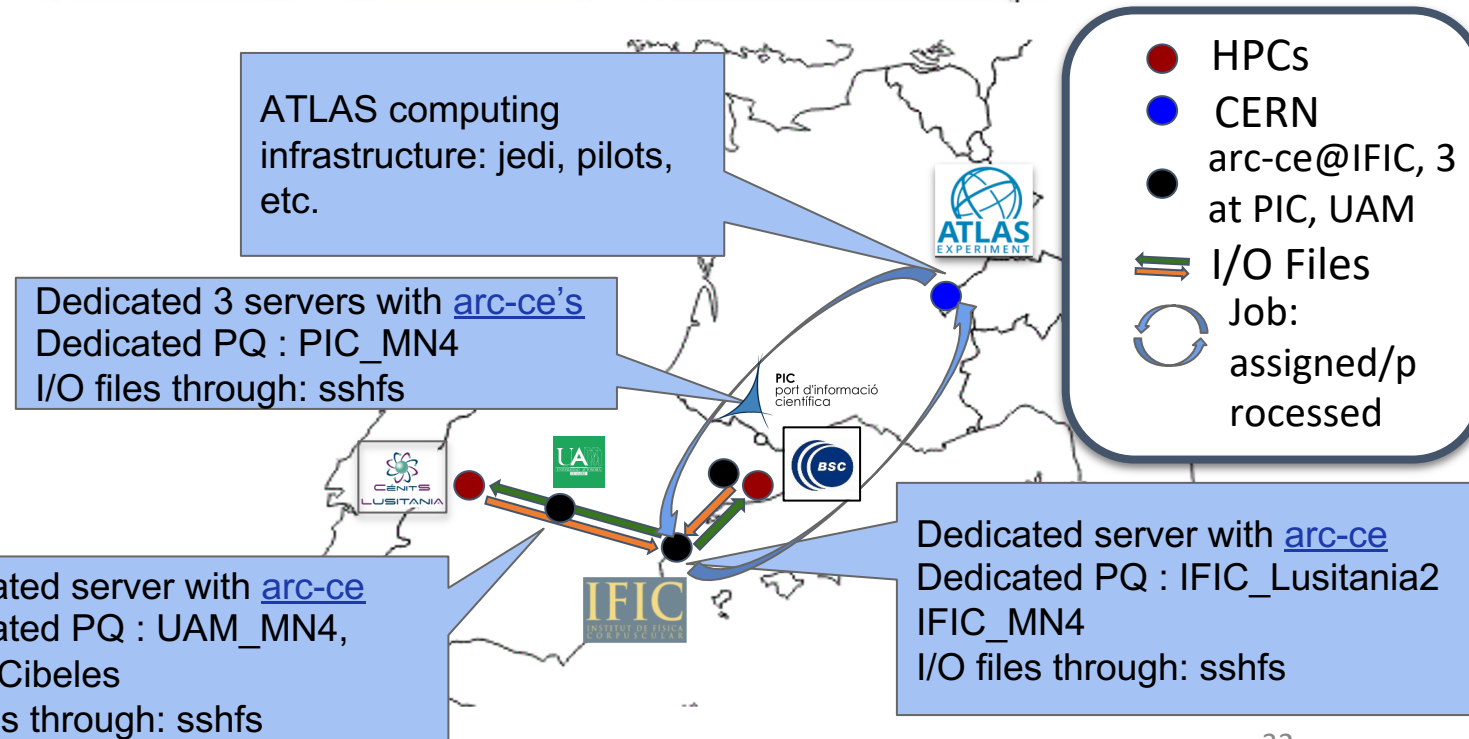 ATLAS computing
infrastructure: jedi, pilots,
etc.
HPCs
CERN
arc-ce@IFIC, 3
at PIC, UAM
I/O Files
Job:
assigned/p
rocessed
ATLAS
EXPERIMENT
Dedicated 3 servers with arc-ce's
Dedicated PQ : PIC_MN4
I/O files through: sshfs
PIC
port d'informació
científica
CÉNITS
LUSITANIA
UAM
BSC
IFIC
INSTITUT DE FÍSICA
CORPUSCULAR
ated server with arc-ce
ated PQ : UAM_MN4,
Cibeles
s through: sshfs
Dedicated server with arc-ce
Dedicated PQ : IFIC_Lusitania2
IFIC_MN4
I/O files through: sshfs